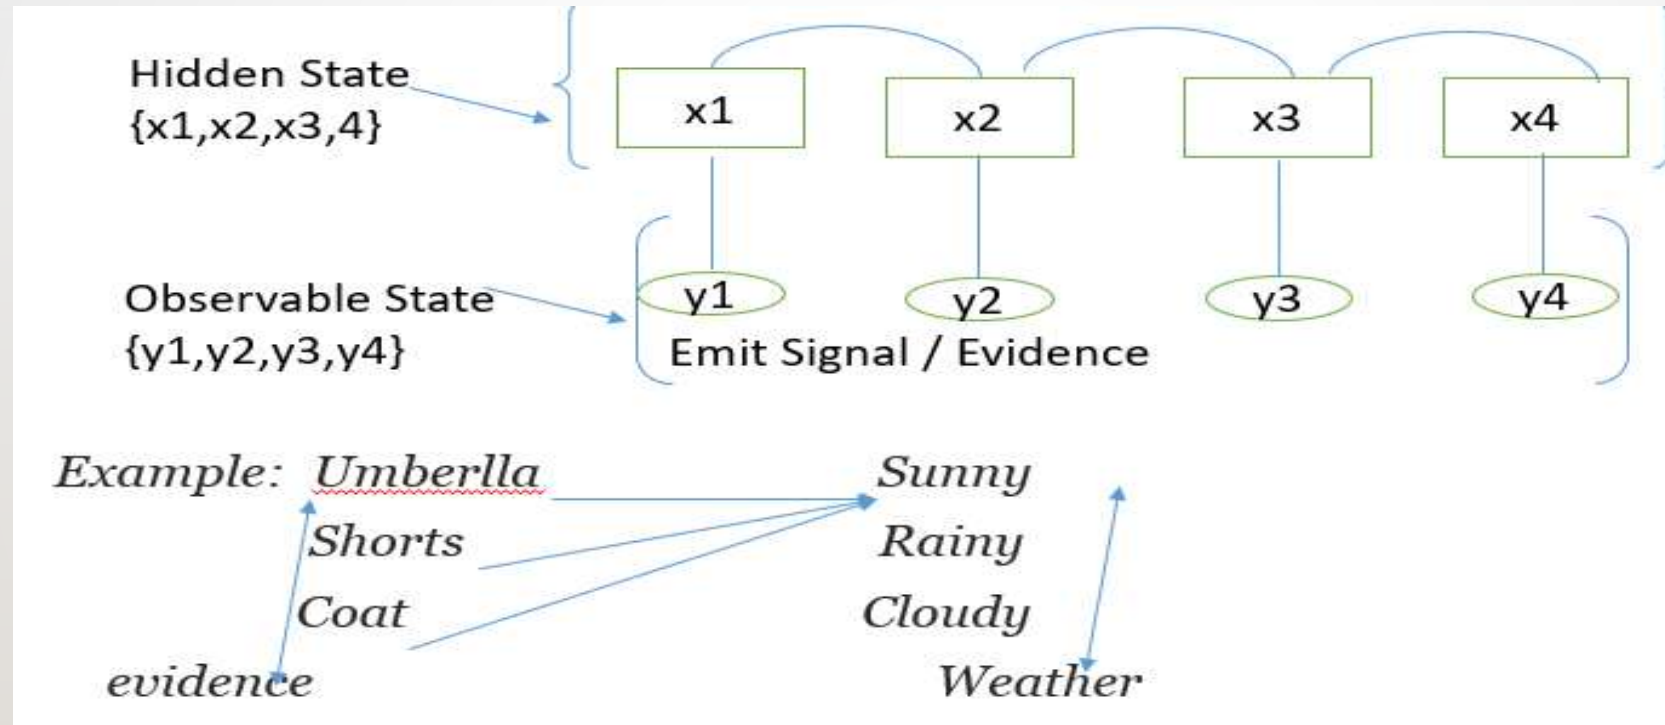 Hidden State
{x1,x2,x3,4}
x1 x2 x3 x4
Observable State
{y1,y2,y3,y4}
y1 y2 y3 y4
Emit Signal / Evidence
Example: Umberlla Sunny
Shorts Rainy
Coat Cloudy
evidence Weather